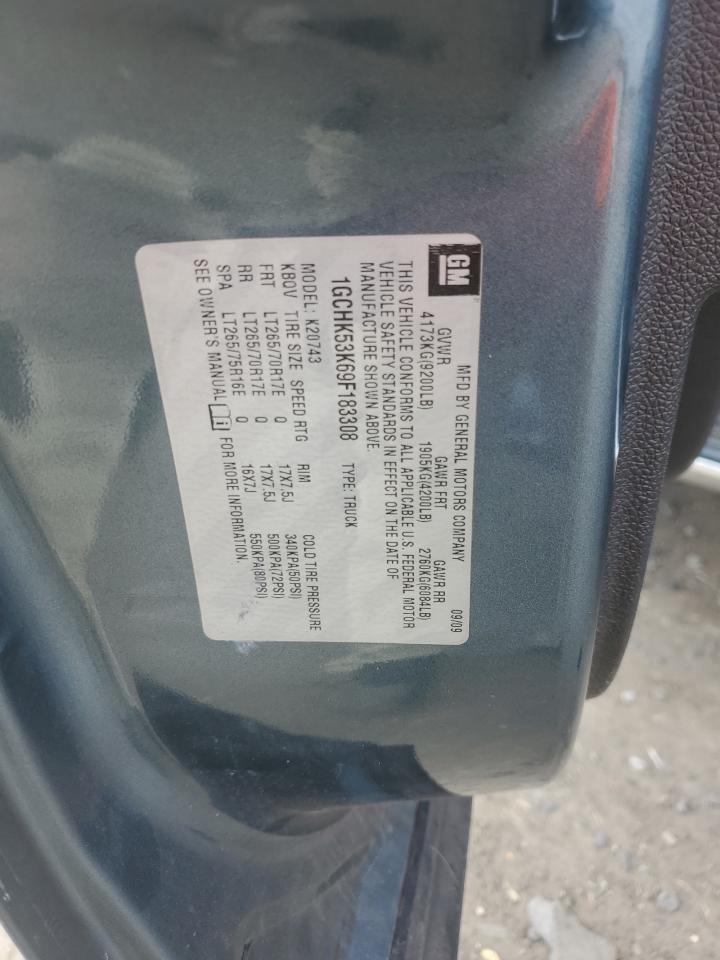 GM
MFD BY GENERAL MOTORS COMPANY 09/09
GVWR GAWR FRT GAWR RR
4173KG(9200LB) 1905KG(4200LB) 2760KG(6084LB)
THIS VEHICLE CONFORMS TO ALL APPLICABLE U.S. FEDERAL MOTOR
VEHICLE SAFETY STANDARDS IN EFFECT ON THE DATE OF
MANUFACTURE SHOWN ABOVE.
1GCHK53K69F183308 TYPE: TRUCK
MODEL: K20743
KBOV TIRE SIZE SPEED RTG RIM COLD TIRE PRESSURE
FRT LT265/70R17E Q 17X7.5J 340KPA(50PSI)
RR LT265/70R17E Q 17X7.5J 500KPA(72PSI)
SPA LT265/75R16E Q 16X7J 550KPA(80PSI)
SEE OWNER'S MANUAL FOR MORE INFORMATION.